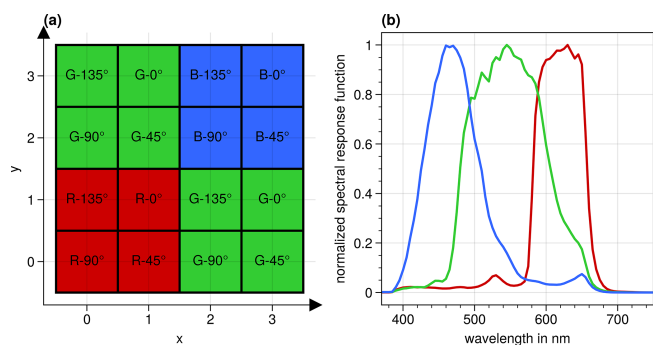 (a)
y
3
2
1
0
G-135° G-0° B-135° B-0°
G-90° G-45° B-90° B-45°
R-135° R-0° G-135° G-0°
R-90° R-45° G-90° G-45°
0 1 2 3
x
(b)
normalized spectral response function
1
0.8
0.6
0.4
0.2
0
400 500 600 700
wavelength in nm